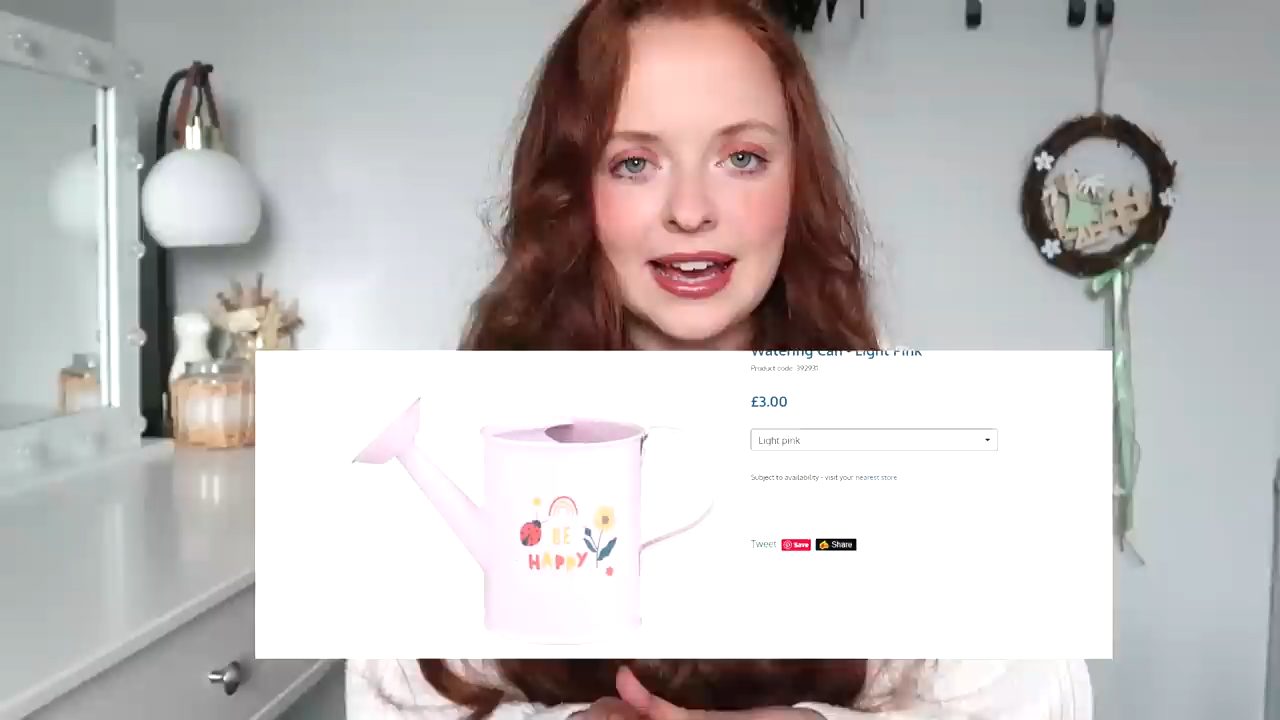 Watering Can - Light Pink
Product code: 392931
£3.00
Light pink
Subject to availability - visit your nearest store
BE
HAPPY
Tweet Save Share